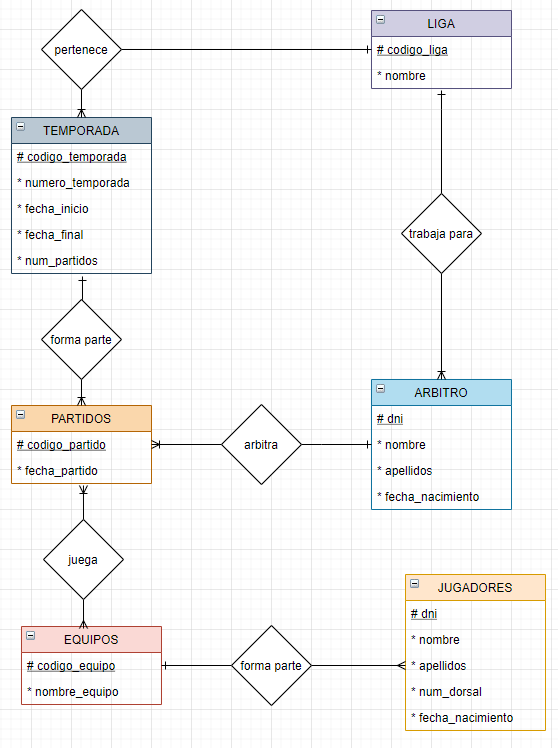 LIGA
# codigo_liga
* nombre
pertenece
TEMPORADA
# codigo_temporada
* numero_temporada
* fecha_inicio
* fecha_final
* num_partidos
trabaja para
forma parte
PARTIDOS
# codigo_partido
* fecha_partido
arbitra
ARBITRO
# dni
* nombre
* apellidos
* fecha_nacimiento
juega
EQUIPOS
# codigo_equipo
* nombre_equipo
forma parte
JUGADORES
# dni
* nombre
* apellidos
* num_dorsal
* fecha_nacimiento